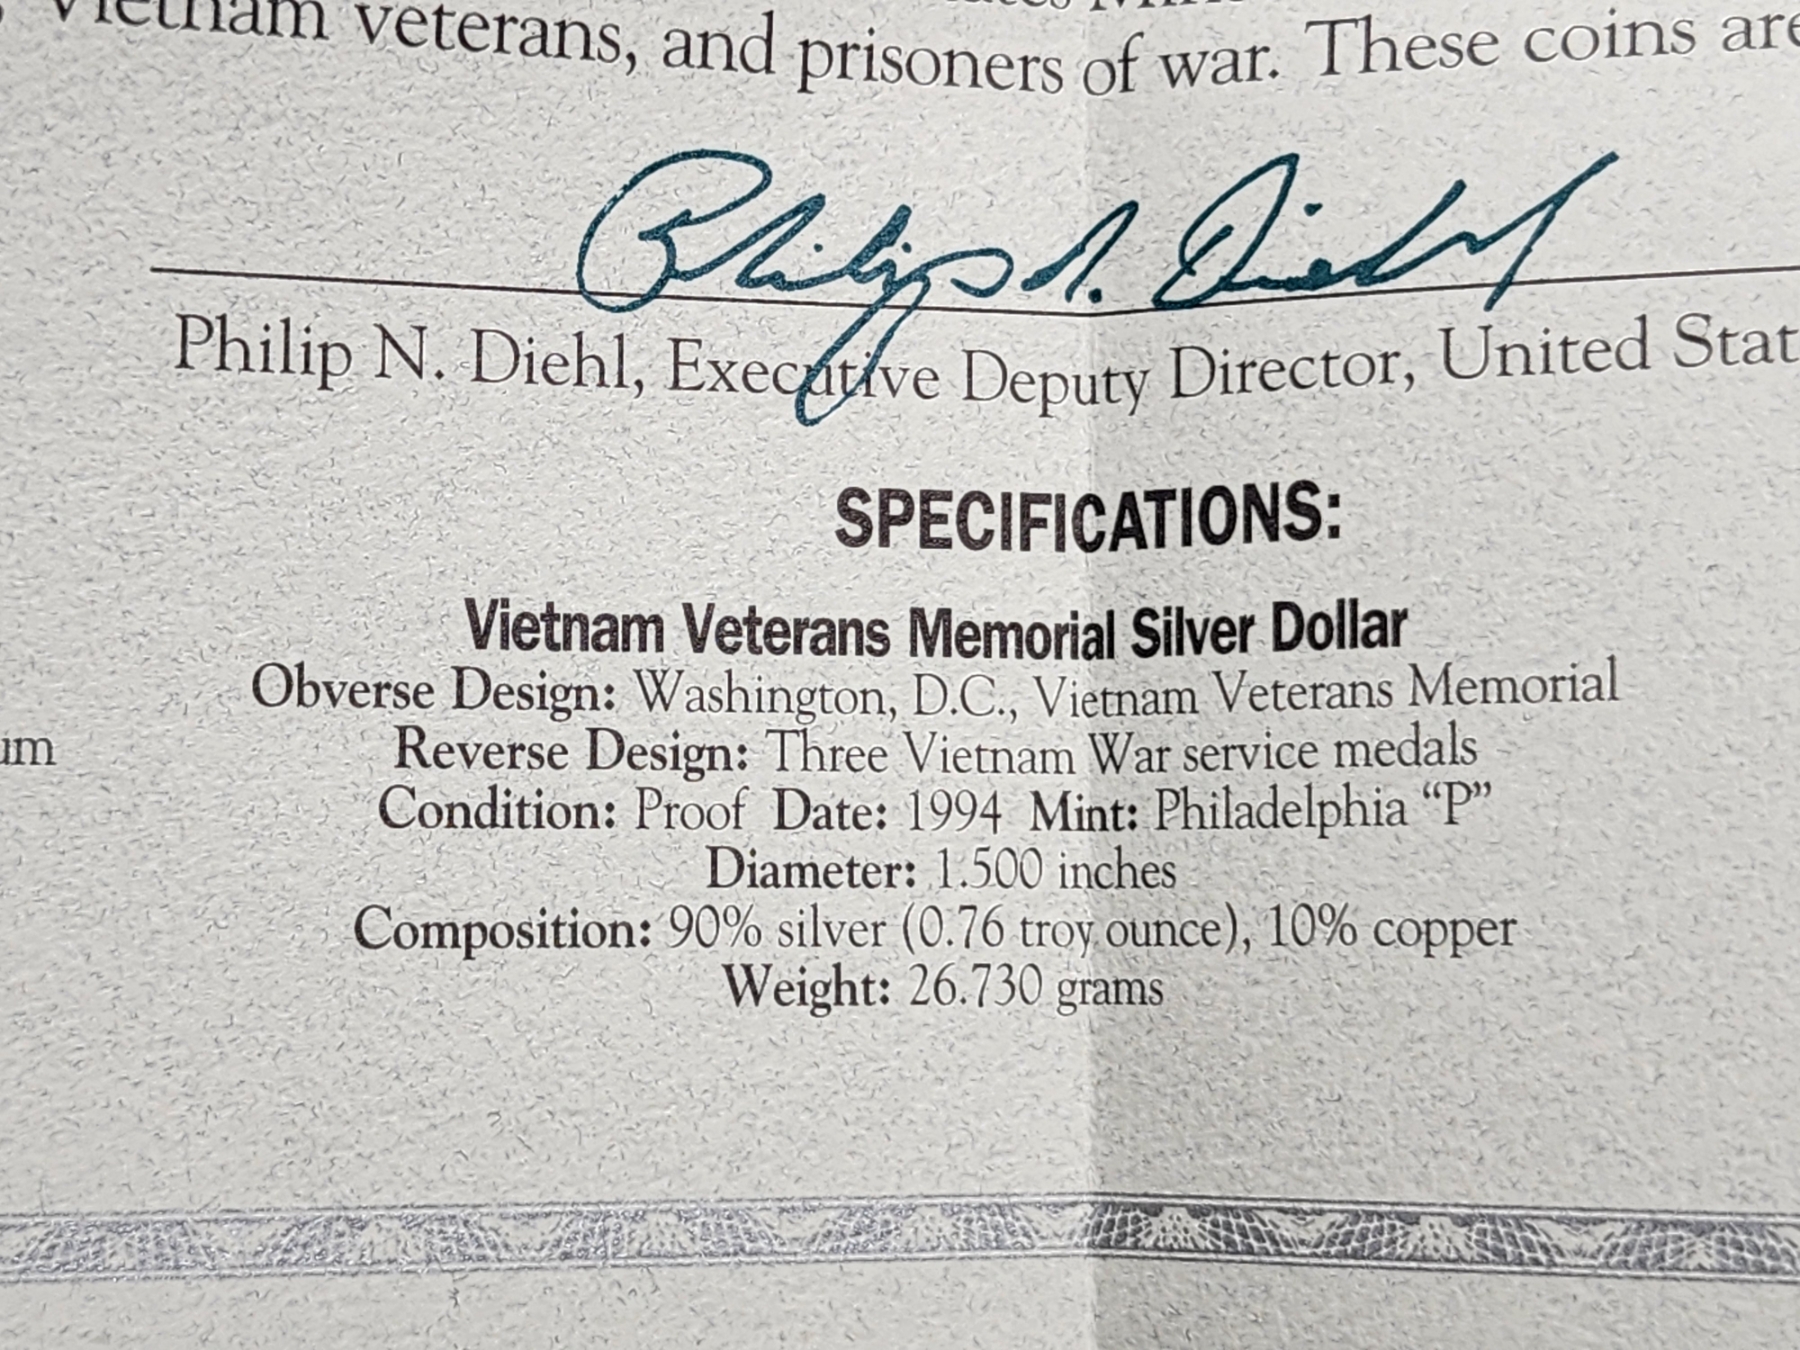 Vietnam veterans, and prisoners of war. These coins are
Philip N. Diehl
Philip N. Diehl, Executive Deputy Director, United Stat
SPECIFICATIONS:
Vietnam Veterans Memorial Silver Dollar
Obverse Design: Washington, D.C., Vietnam Veterans Memorial
um
Reverse Design: Three Vietnam War service medals
Condition: Proof Date: 1994 Mint: Philadelphia “P”
Diameter: 1.500 inches
Composition: 90% silver (0.76 troy ounce), 10% copper
Weight: 26.730 grams